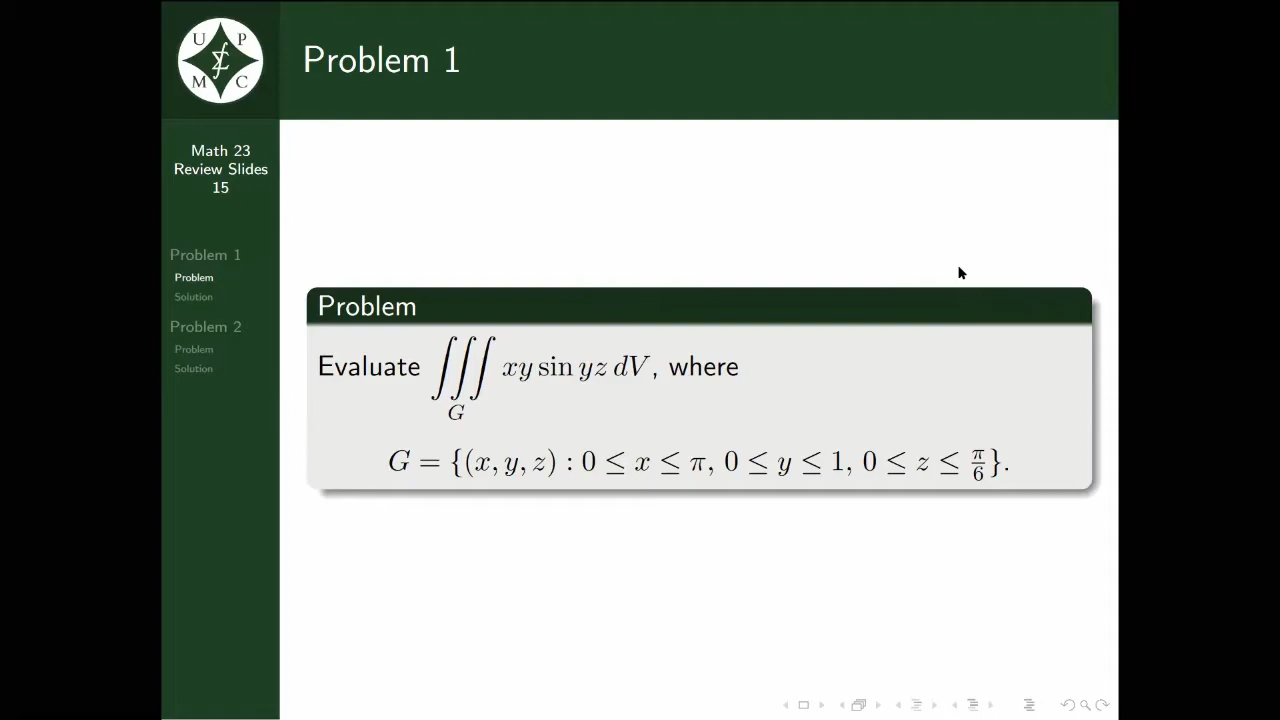 U P
M C
Problem 1
Math 23
Review Slides
15
Problem 1
Problem
Solution
Problem 2
Problem
Solution
Problem
Evaluate ∭_G xy sin yz dV, where
G = {(x, y, z) : 0 ≤ x ≤ π, 0 ≤ y ≤ 1, 0 ≤ z ≤ π/6}.